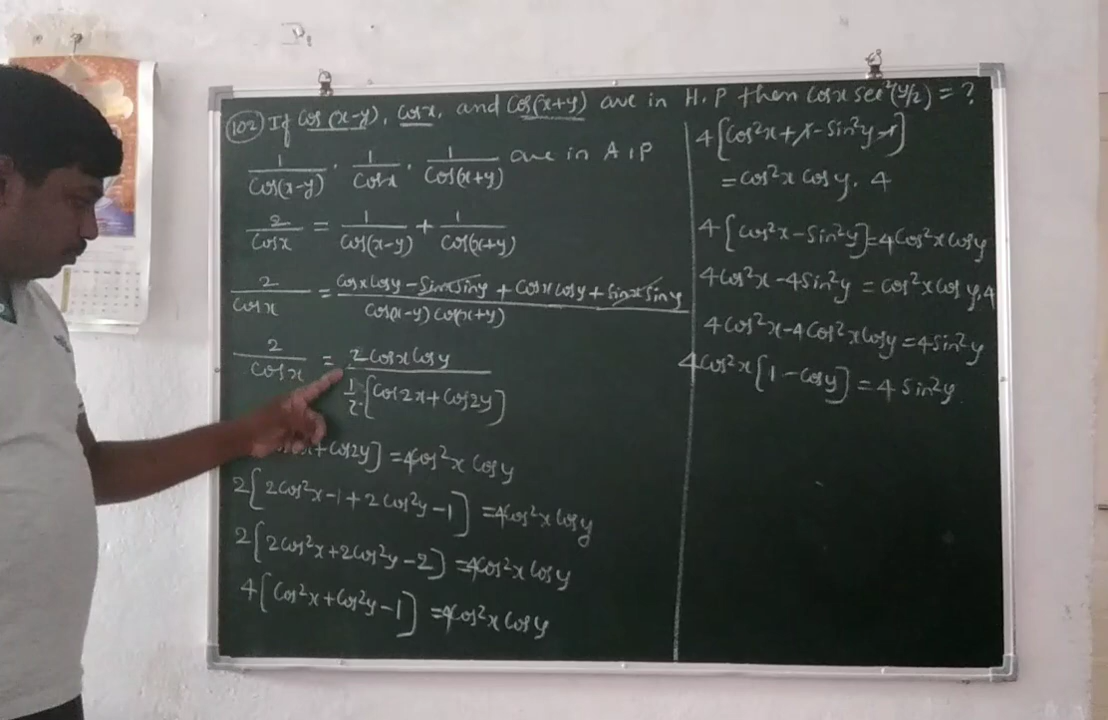 (102) If cos (x-y), cosx, and cos(x+y) are in H.P then cosx sec²(y/2) = ?
1/cos(x-y) . 1/cosx . 1/cos(x+y) are in A.P
2/cosx = 1/cos(x-y) + 1/cos(x+y)
2/cosx = cosx cosy - sinx siny + cosx cosy + sinx siny / cos(x-y) cos(x+y)
2/cosx = 2cosx cosy / 1/2 [cos2x + cos2y]
+cos2y] = 4cos²x cosy
2[2cos²x-1+2cos²y-1] = 4cos²x cosy
2[2cos²x+2cos²y-2] = 4cos²x cosy
4[cos²x+cos²y-1] = 4cos²x cosy
4[cos²x+1-sin²y-1]
= cos²x cosy. 4
4[cos²x-sin²y] = 4cos²x cosy
4cos²x - 4sin²y = cos²x cosy.4
4cos²x-4cos²x cosy = 4sin²y
4cos²x[1-cosy] = 4 sin²y